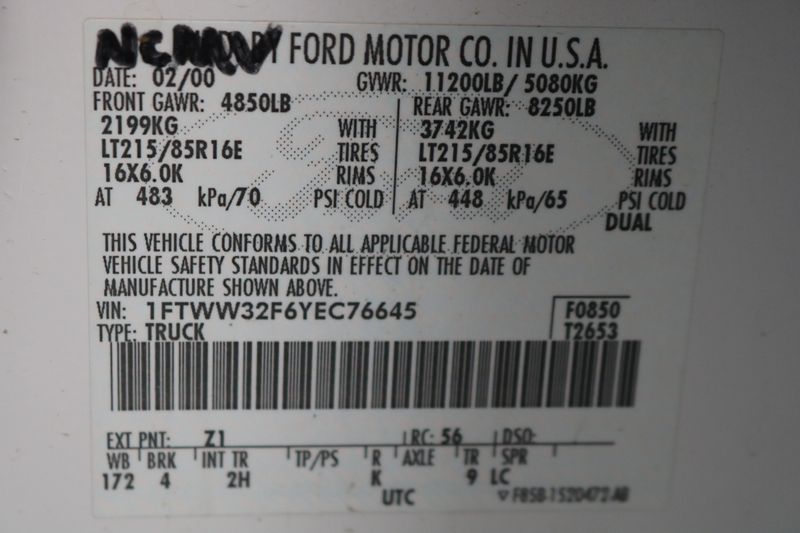 FORD MOTOR CO. IN U.S.A.
DATE: 02/00 GVWR: 11200LB/ 5080KG
FRONT GAWR: 4850LB REAR GAWR: 8250LB
2199KG WITH 3742KG WITH
LT215/85R16E TIRES LT215/85R16E TIRES
16X6.0K RIMS 16X6.0K RIMS
AT 483 kPa/70 PSI COLD AT 448 kPa/65 PSI COLD
DUAL
THIS VEHICLE CONFORMS TO ALL APPLICABLE FEDERAL MOTOR
VEHICLE SAFETY STANDARDS IN EFFECT ON THE DATE OF
MANUFACTURE SHOWN ABOVE.
VIN: 1FTWW32F6YEC76645 F0850
TYPE: TRUCK T2653
EXT PNT: Z1 RC: 56 DSO:
WB BRK INT TR TP/PS R AXLE TR SPR
172 4 2H K 9 LC
UTC F85B-1520472-AB